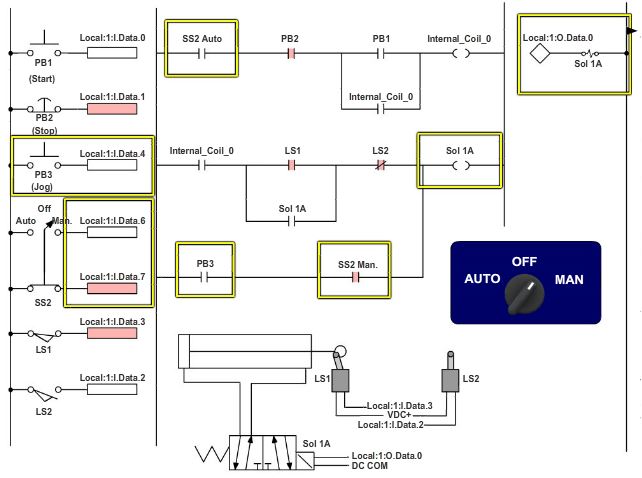 Local:1:I.Data.0
PB1
(Start)
Local:1:I.Data.1
PB2
(Stop)
Local:1:I.Data.4
PB3
(Jog)
Off
Auto
Man.
Local:1:I.Data.6
Local:1:I.Data.7
SS2
Local:1:I.Data.3
LS1
Local:1:I.Data.2
LS2
SS2 Auto
PB2
PB1
Internal_Coil_0
Internal_Coil_0
Internal_Coil_0
LS1
LS2
Sol 1A
Sol 1A
PB3
SS2 Man.
Local:1:O.Data.0
Sol 1A
OFF
AUTO
MAN
LS1
LS2
Local:1:I.Data.3
VDC+
Local:1:I.Data.2
Sol 1A
Local:1:O.Data.0
DC COM